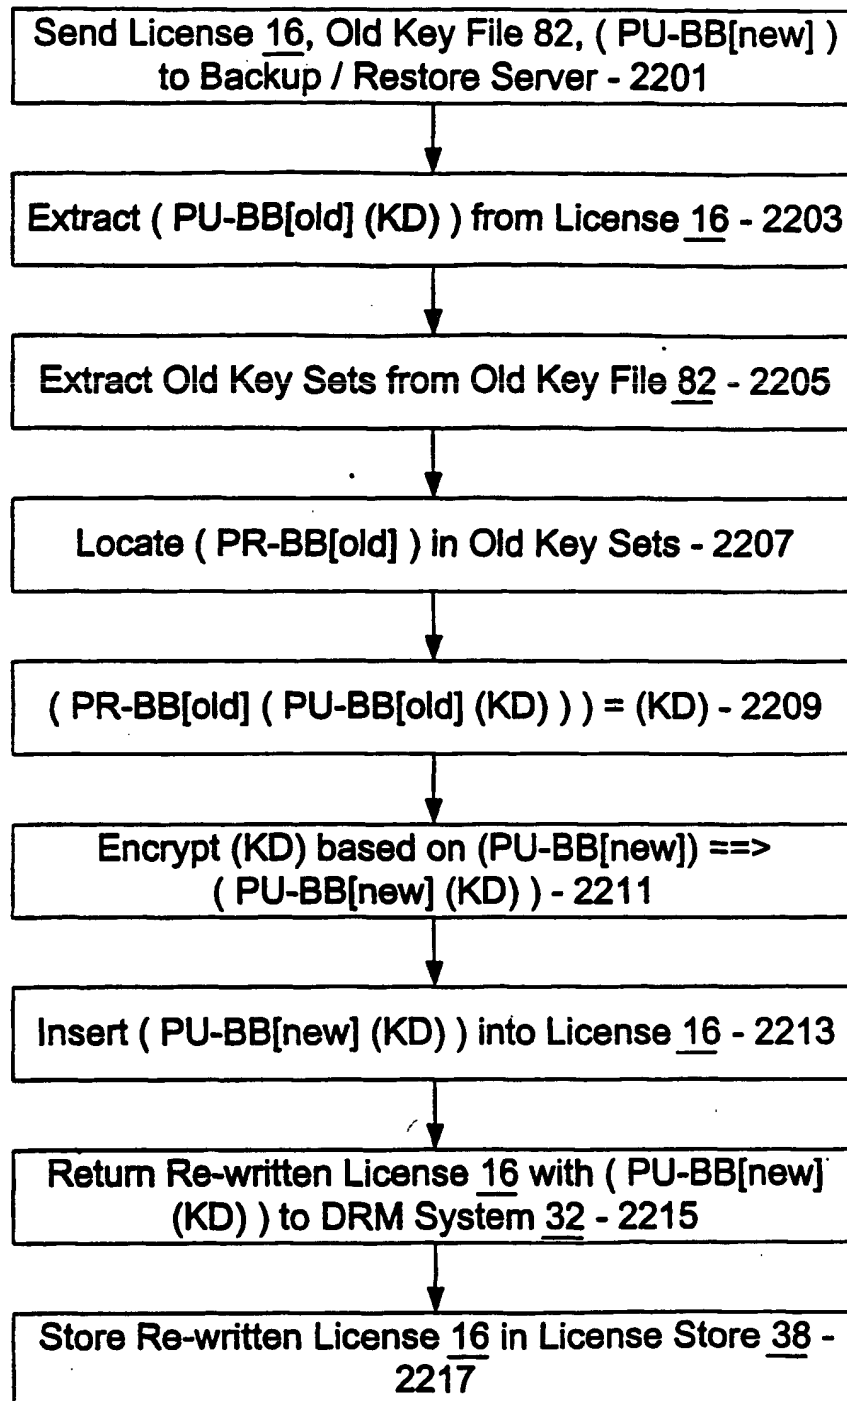 Send License 16, Old Key File 82, ( PU-BB[new] )
to Backup / Restore Server - 2201
Extract ( PU-BB[old] (KD) ) from License 16 - 2203
Extract Old Key Sets from Old Key File 82 - 2205
Locate ( PR-BB[old] ) in Old Key Sets - 2207
( PR-BB[old] ( PU-BB[old] (KD) ) ) = (KD) - 2209
Encrypt (KD) based on (PU-BB[new]) ==>
( PU-BB[new] (KD) ) - 2211
Insert ( PU-BB[new] (KD) ) into License 16 - 2213
Return Re-written License 16 with ( PU-BB[new]
(KD) ) to DRM System 32 - 2215
Store Re-written License 16 in License Store 38 -
2217